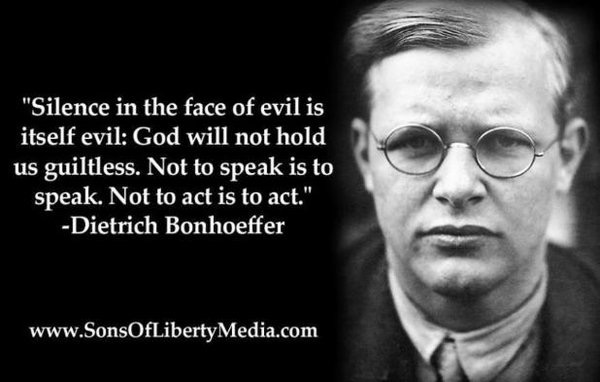 "Silence in the face of evil is
itself evil: God will not hold
us guiltless. Not to speak is to
speak. Not to act is to act."
-Dietrich Bonhoeffer
www.SonsOfLibertyMedia.com